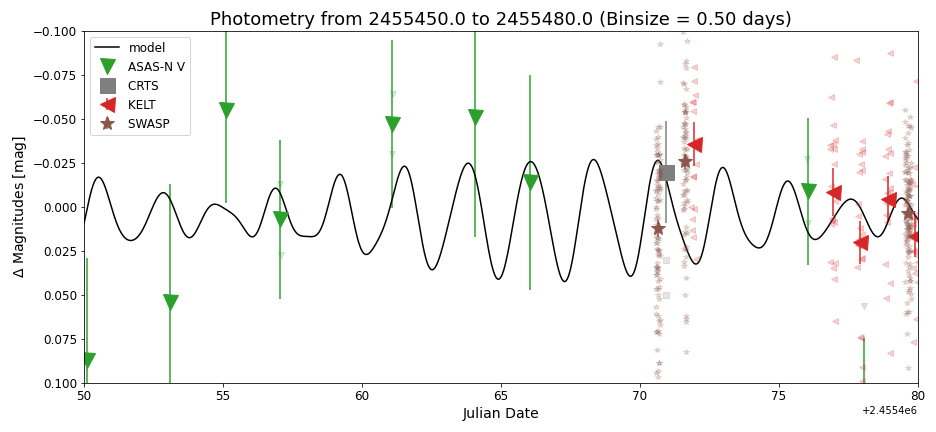 Photometry from 2455450.0 to 2455480.0 (Binsize = 0.50 days)
model
ASAS-N V
CRTS
KELT
SWASP
Δ Magnitudes [mag]
−0.100
−0.075
−0.050
−0.025
0.000
0.025
0.050
0.075
0.100
50
55
60
65
70
75
80
Julian Date
+2.4554e6